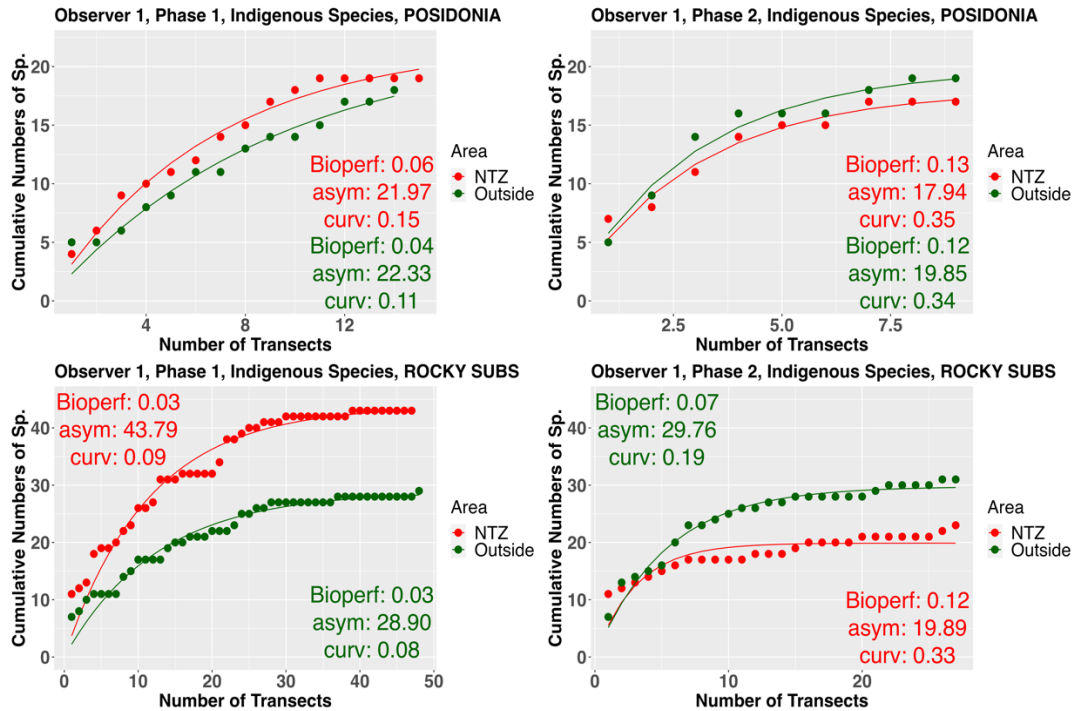 Observer 1, Phase 1, Indigenous Species, POSIDONIA
Cumulative Numbers of Sp.
20
15
10
5
0
Bioperf: 0.06
asym: 21.97
curv: 0.15
Bioperf: 0.04
asym: 22.33
curv: 0.11
Area
NTZ
Outside
4
8
12
Number of Transects
Observer 1, Phase 2, Indigenous Species, POSIDONIA
Cumulative Numbers of Sp.
20
15
10
5
0
Bioperf: 0.13
asym: 17.94
curv: 0.35
Bioperf: 0.12
asym: 19.85
curv: 0.34
Area
NTZ
Outside
2.5
5.0
7.5
Number of Transects
Observer 1, Phase 1, Indigenous Species, ROCKY SUBS
Cumulative Numbers of Sp.
40
30
20
10
0
Bioperf: 0.03
asym: 43.79
curv: 0.09
Bioperf: 0.03
asym: 28.90
curv: 0.08
Area
NTZ
Outside
0
10
20
30
40
50
Number of Transects
Observer 1, Phase 2, Indigenous Species, ROCKY SUBS
Cumulative Numbers of Sp.
40
30
20
10
0
Bioperf: 0.07
asym: 29.76
curv: 0.19
Bioperf: 0.12
asym: 19.89
curv: 0.33
Area
NTZ
Outside
0
10
20
Number of Transects